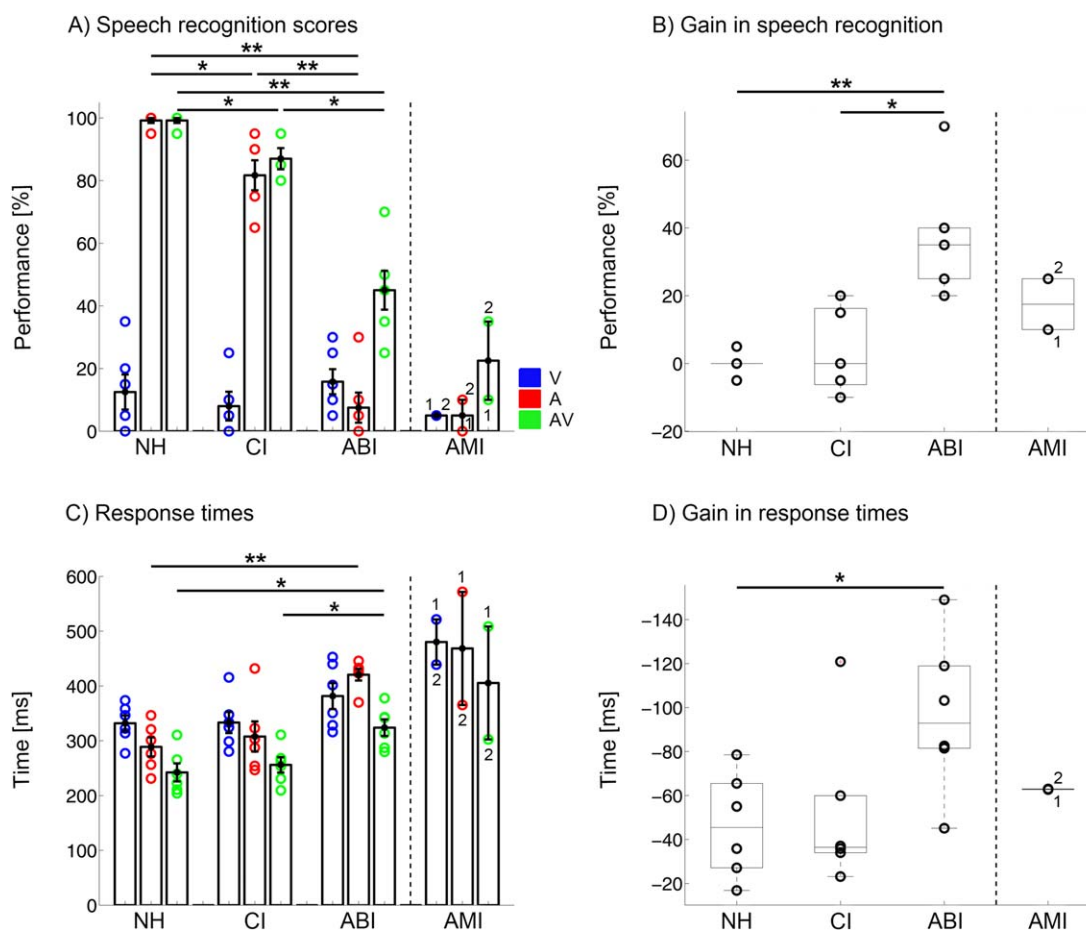 A) Speech recognition scores
**
* **
**
* *
Performance [%]
100
80
60
40
20
0
1 2
2
1
2
1
V
A
AV
NH CI ABI AMI
B) Gain in speech recognition
**
*
Performance [%]
60
40
20
0
−20
2
1
NH CI ABI AMI
C) Response times
**
*
*
Time [ms]
600
500
400
300
200
100
0
1 1 1
2 2 2
NH CI ABI AMI
D) Gain in response times
*
Time [ms]
−140
−120
−100
−80
−60
−40
−20
2
1
NH CI ABI AMI